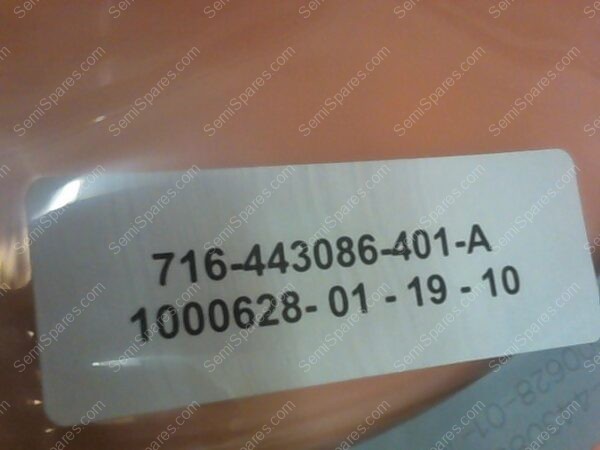 716-443086-401-A
1000628- 01 - 19 - 10
SemiSpares.com